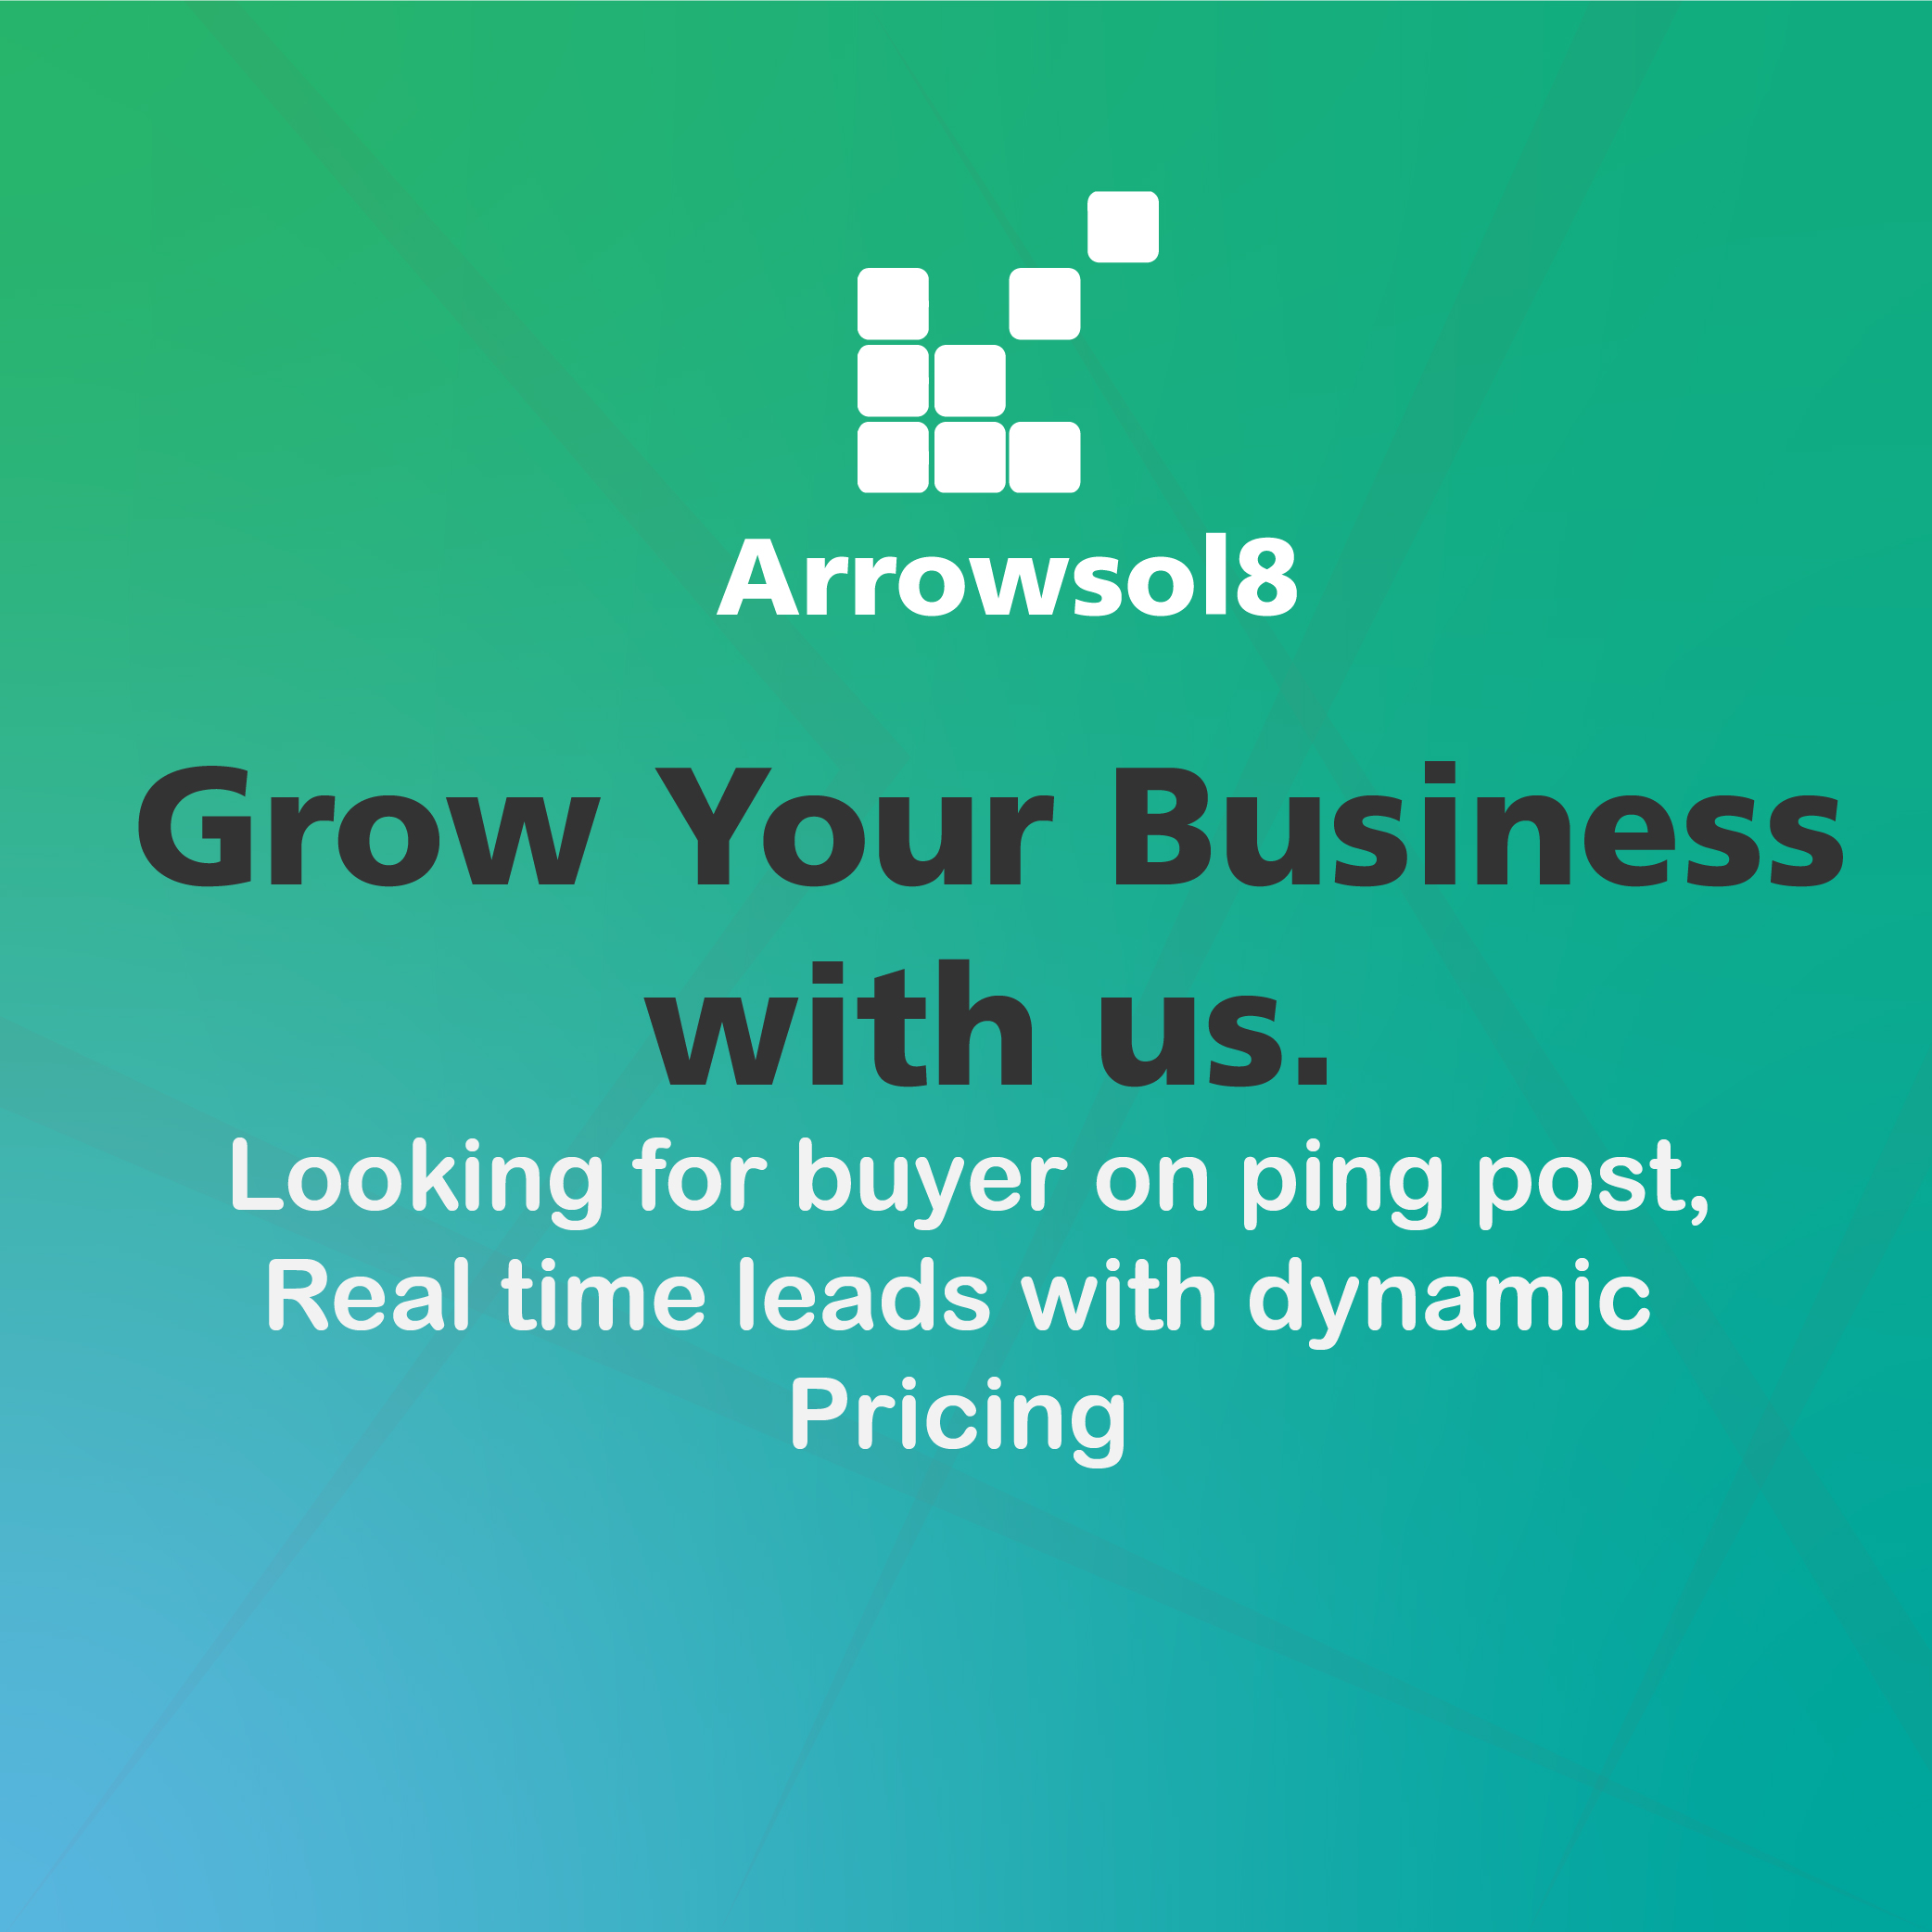 Arrowsol8
Grow Your Business
with us.
Looking for buyer on ping post,
Real time leads with dynamic
Pricing